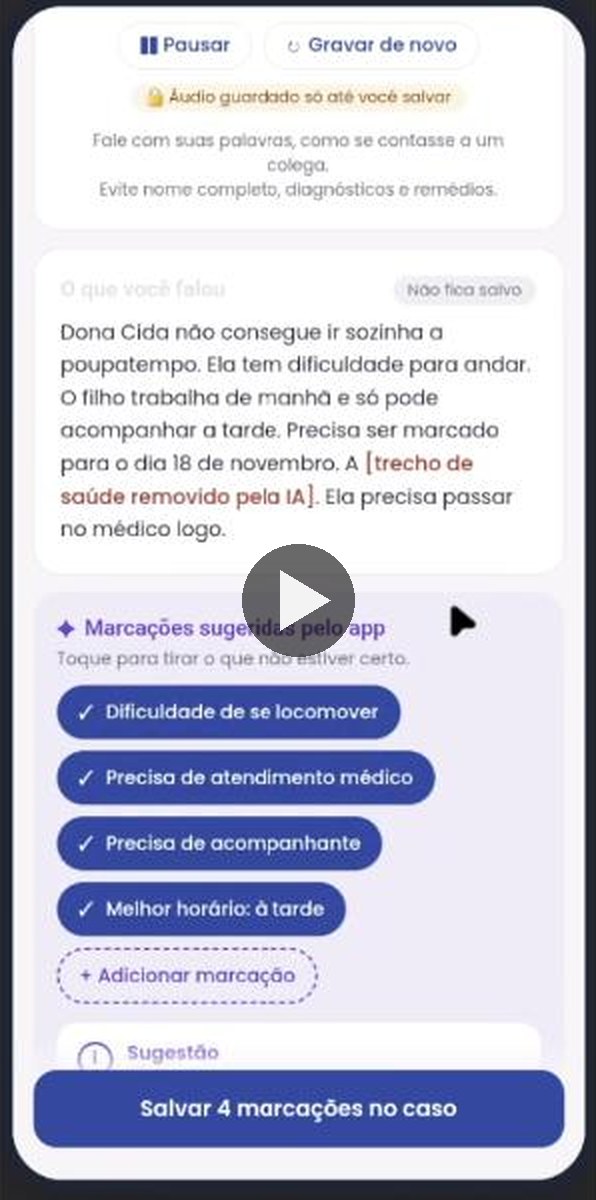 Pausar
Gravar de novo
Áudio guardado só até você salvar
Fale com suas palavras, como se contasse a um
colega.
Evite nome completo, diagnósticos e remédios.
O que você falou
Não fica salvo
Dona Cida não consegue ir sozinha a
poupatempo. Ela tem dificuldade para andar.
O filho trabalha de manhã e só pode
acompanhar a tarde. Precisa ser marcado
para o dia 18 de novembro. A [trecho de
saúde removido pela IA]. Ela precisa passar
no médico logo.
Marcações sugeridas pelo app
Toque para tirar o que não estiver certo.
✓ Dificuldade de se locomover
✓ Precisa de atendimento médico
✓ Precisa de acompanhante
✓ Melhor horário: à tarde
+ Adicionar marcação
Sugestão
Salvar 4 marcações no caso